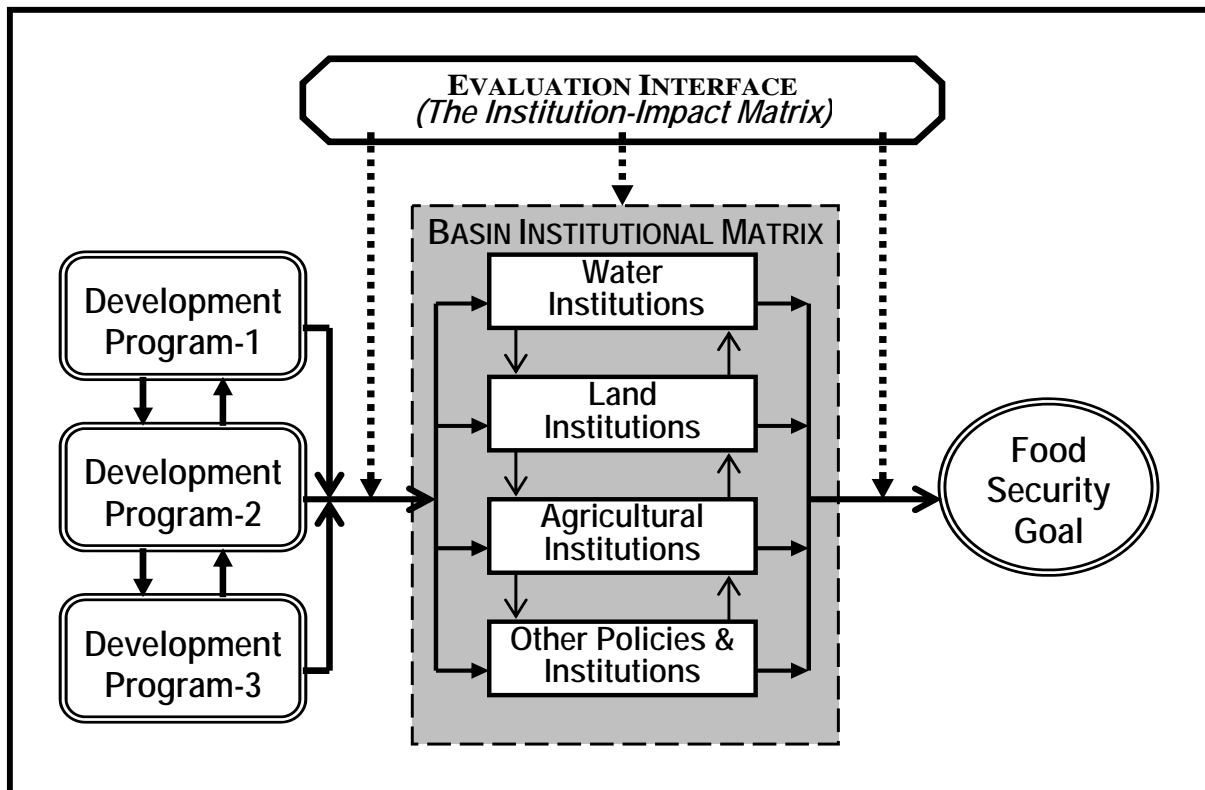 EVALUATION INTERFACE
(The Institution-Impact Matrix)
BASIN INSTITUTIONAL MATRIX
Development
Program-1
Development
Program-2
Development
Program-3
Water
Institutions
Land
Institutions
Agricultural
Institutions
Other Policies &
Institutions
Food
Security
Goal